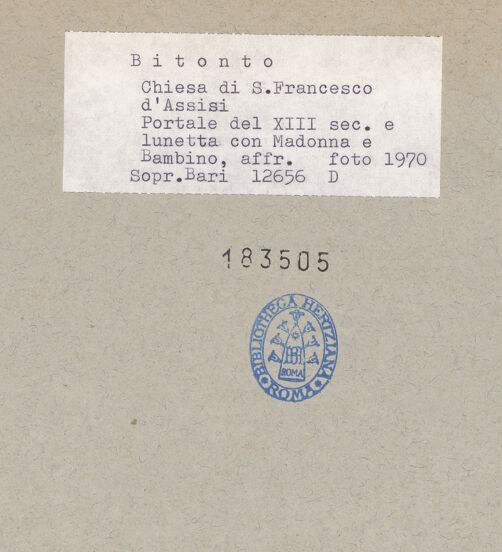 B i t o n t o
Chiesa di S.Francesco
d'Assisi
Portale del XIII sec. e
lunetta con Madonna e
Bambino, affr. foto 1970
Sopr.Bari 12656 D
183505
BIBLIOTHECA HERTZIANA
ROMA
ROMA